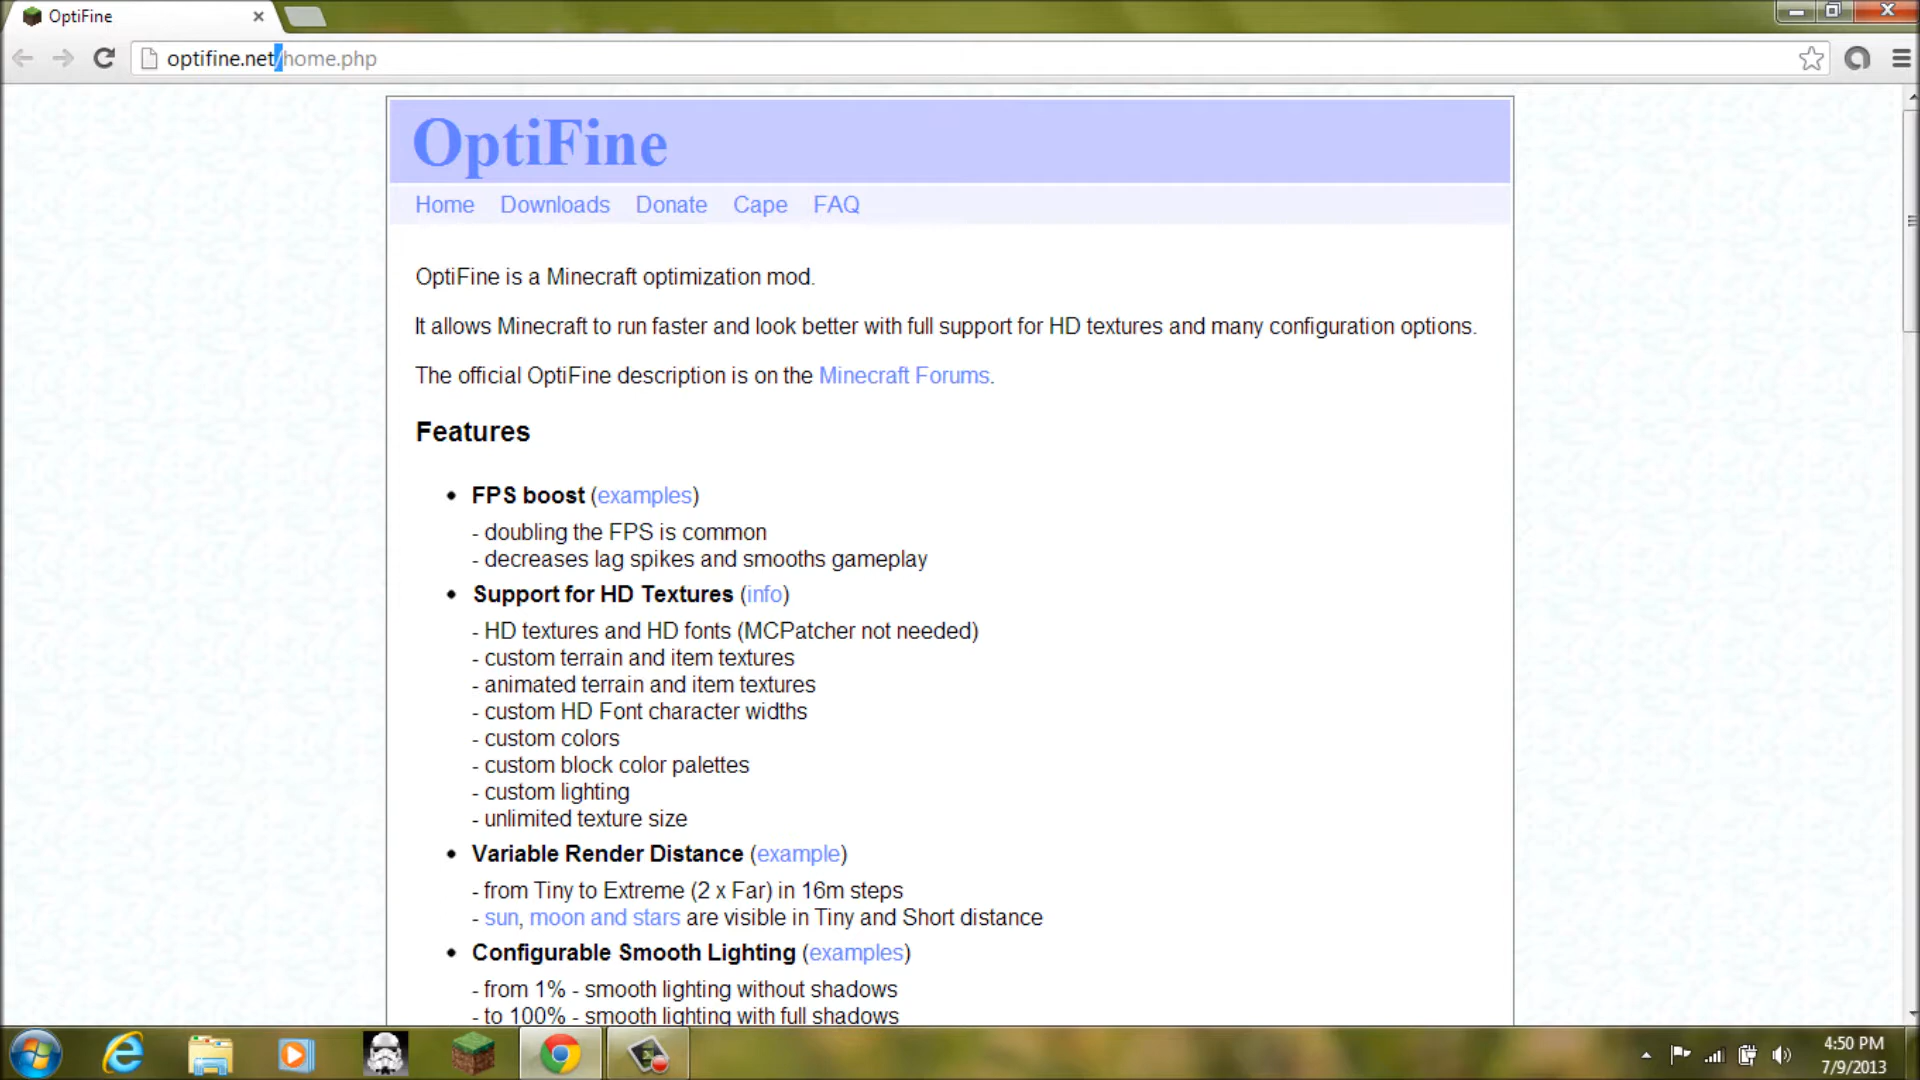 OptiFine
optifine.net/home.php
OptiFine
Home Downloads Donate Cape FAQ
OptiFine is a Minecraft optimization mod.
It allows Minecraft to run faster and look better with full support for HD textures and many configuration options.
The official OptiFine description is on the Minecraft Forums.
Features
• FPS boost (examples)
- doubling the FPS is common
- decreases lag spikes and smooths gameplay
• Support for HD Textures (info)
- HD textures and HD fonts (MCPatcher not needed)
- custom terrain and item textures
- animated terrain and item textures
- custom HD Font character widths
- custom colors
- custom block color palettes
- custom lighting
- unlimited texture size
• Variable Render Distance (example)
- from Tiny to Extreme (2 x Far) in 16m steps
- sun, moon and stars are visible in Tiny and Short distance
• Configurable Smooth Lighting (examples)
- from 1% - smooth lighting without shadows
- to 100% - smooth lighting with full shadows
4:50 PM
7/9/2013